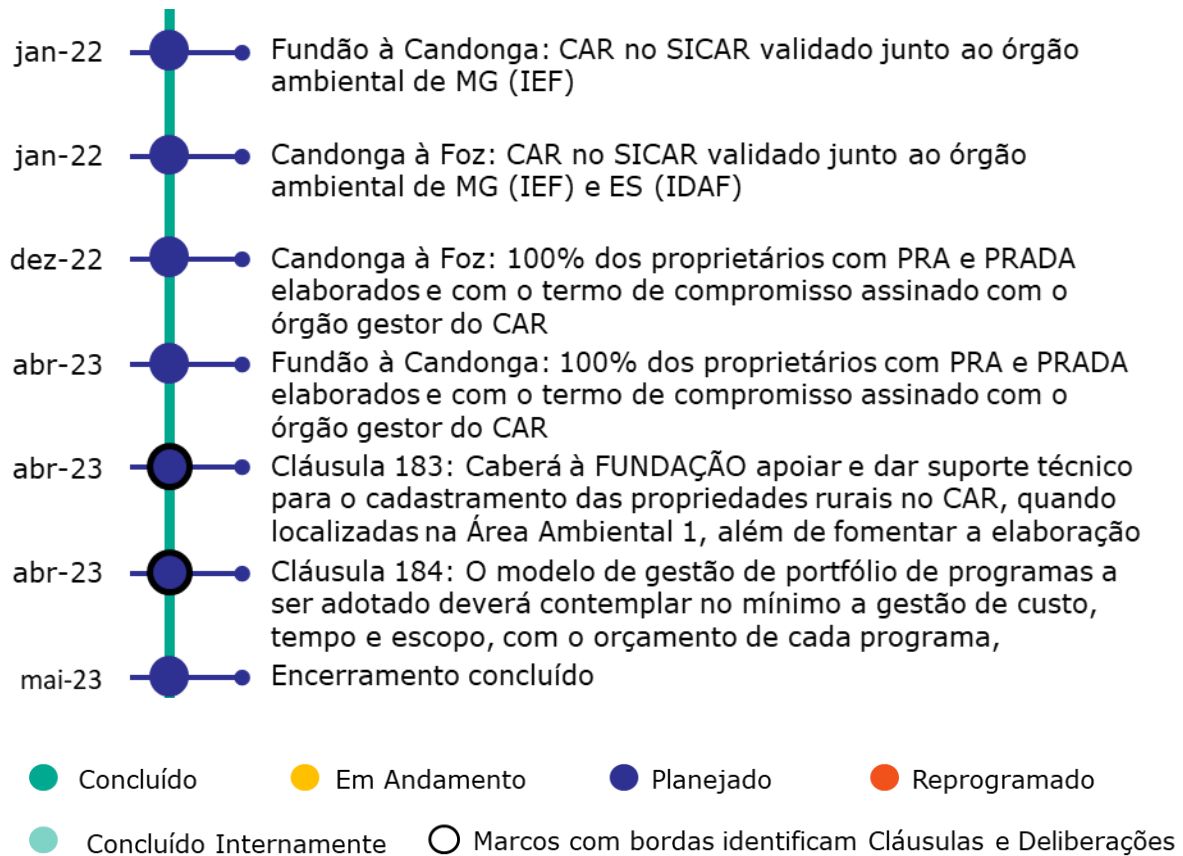 jan-22 Fundão à Candonga: CAR no SICAR validado junto ao órgão
ambiental de MG (IEF)
jan-22 Candonga à Foz: CAR no SICAR validado junto ao órgão
ambiental de MG (IEF) e ES (IDAF)
dez-22 Candonga à Foz: 100% dos proprietários com PRA e PRADA
elaborados e com o termo de compromisso assinado com o
órgão gestor do CAR
abr-23 Fundão à Candonga: 100% dos proprietários com PRA e PRADA
elaborados e com o termo de compromisso assinado com o
órgão gestor do CAR
abr-23 Cláusula 183: Caberá à FUNDAÇÃO apoiar e dar suporte técnico
para o cadastramento das propriedades rurais no CAR, quando
localizadas na Área Ambiental 1, além de fomentar a elaboração
abr-23 Cláusula 184: O modelo de gestão de portfólio de programas a
ser adotado deverá contemplar no mínimo a gestão de custo,
tempo e escopo, com o orçamento de cada programa,
mai-23 Encerramento concluído
Concluído Em Andamento Planejado Reprogramado
Concluído Internamente Marcos com bordas identificam Cláusulas e Deliberações